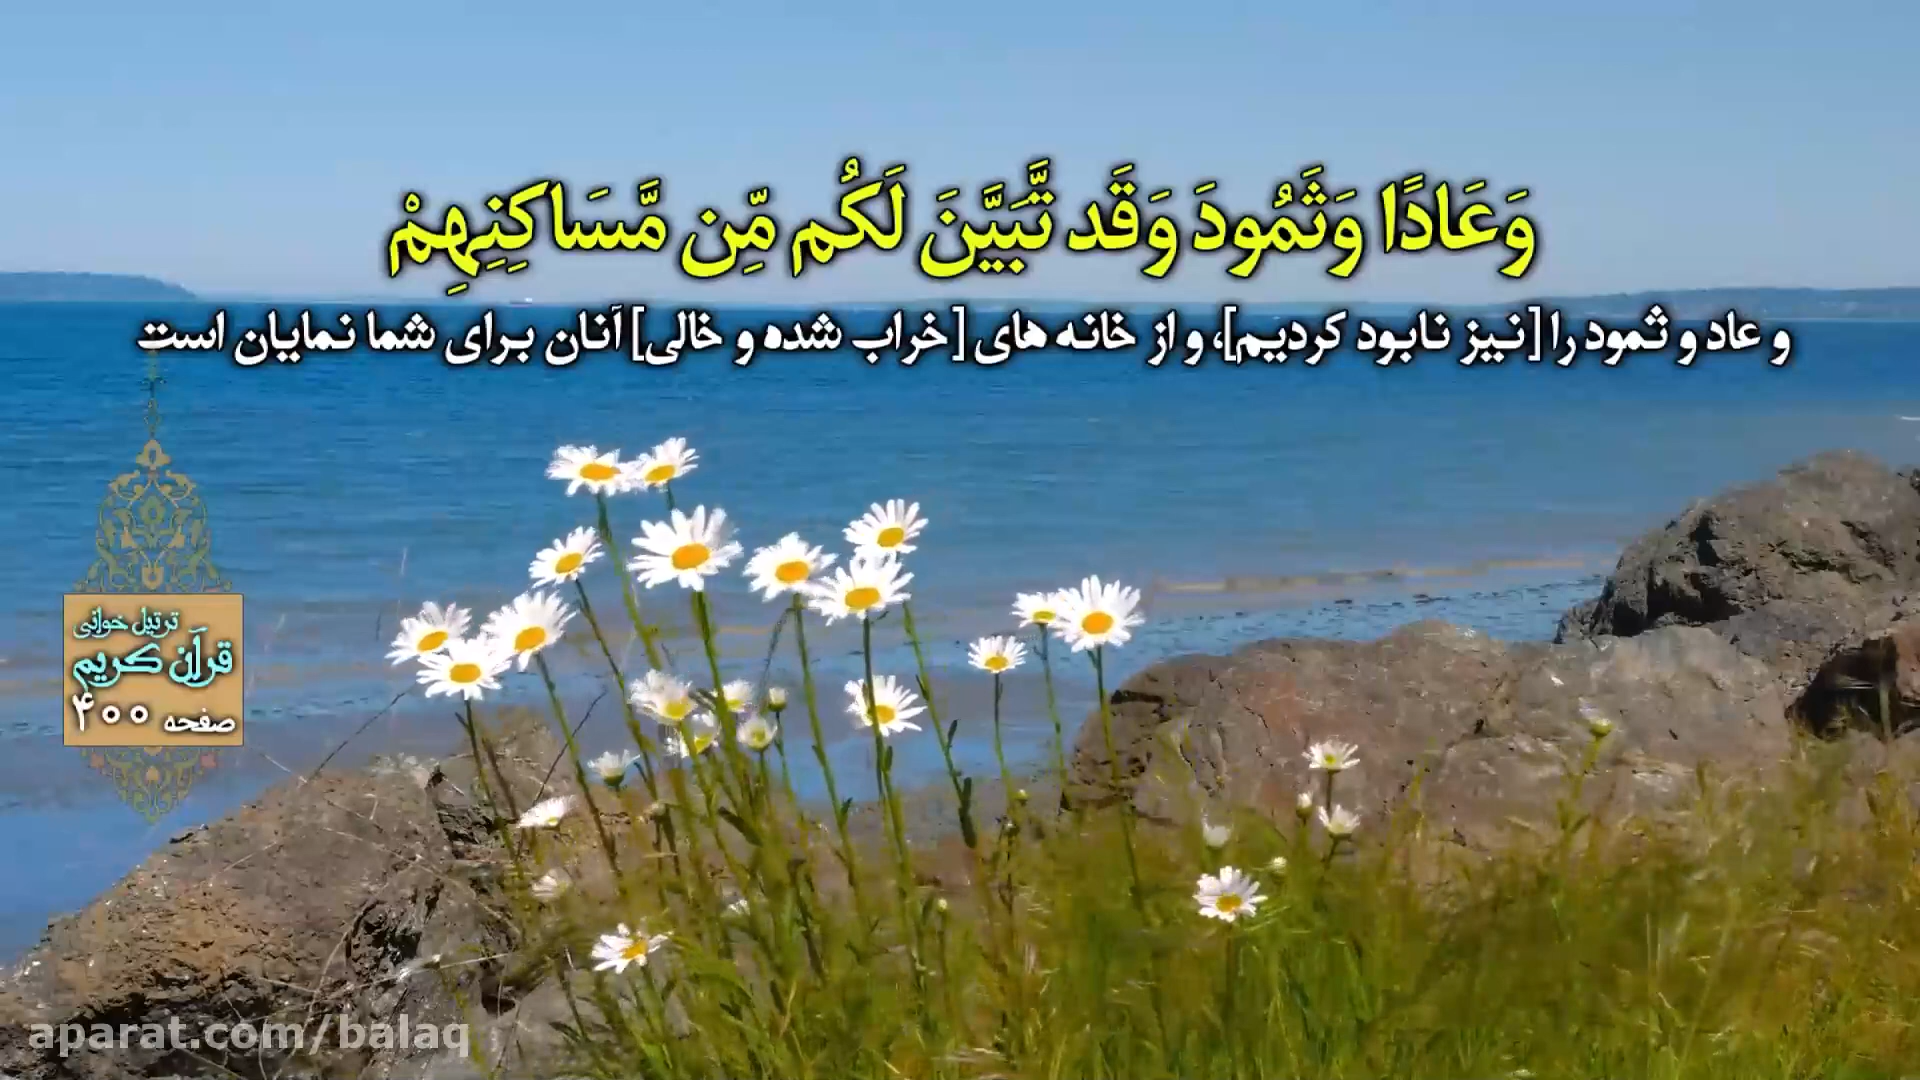 وَعَادًا وَثَمُودَ وَقَد تَّبَيَّنَ لَكُم مِّن مَّسَاكِنِهِمْ
و عاد و ثمود را [نیز نابود کردیم]، و از خانه های [خراب شده و خالی] آنان برای شما نمایان است
ترتیل خوانی
قرآن کریم
صفحه ۴۰۰
aparat.com/balaq